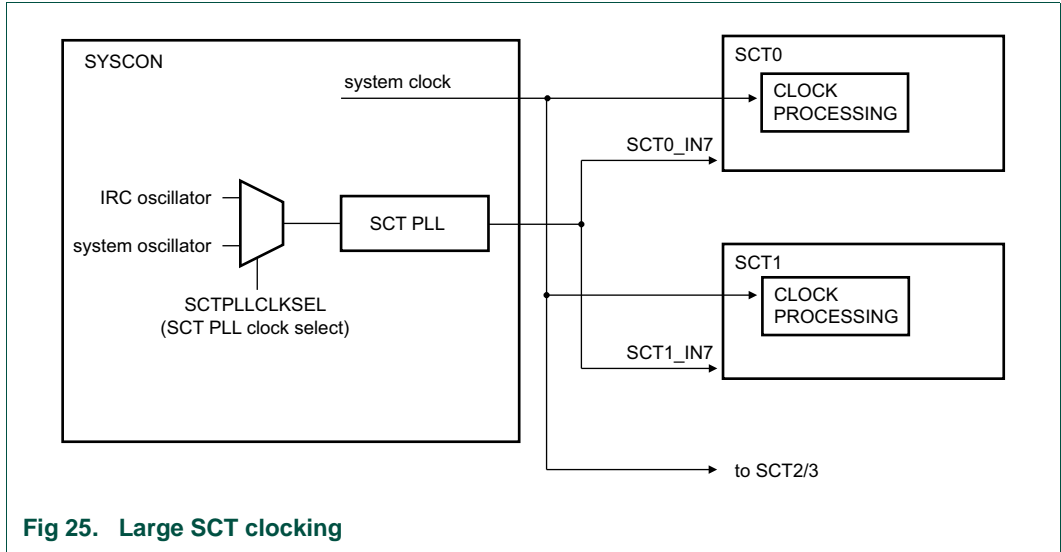 SYSCON
system clock
IRC oscillator
system oscillator
SCT PLL
SCTPLLCLKSEL
(SCT PLL clock select)
SCT0
CLOCK
PROCESSING
SCT0_IN7
SCT1
CLOCK
PROCESSING
SCT1_IN7
to SCT2/3
Fig 25. Large SCT clocking